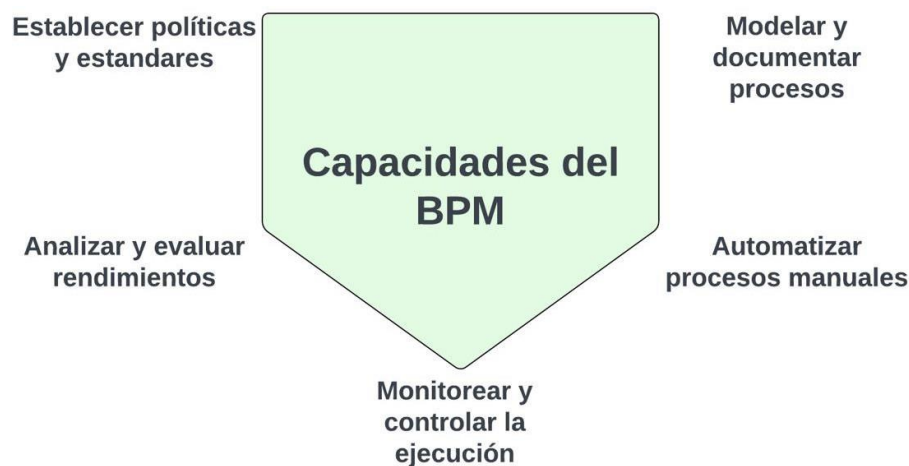 Establecer políticas
y estandares
Modelar y
documentar
procesos
Capacidades del
BPM
Analizar y evaluar
rendimientos
Automatizar
procesos manuales
Monitorear y
controlar la
ejecución